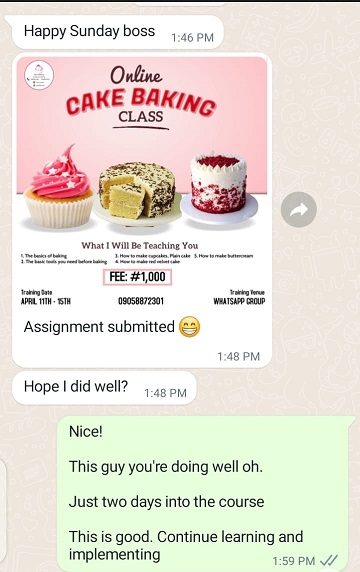 Happy Sunday boss
1:46 PM
Online
CAKE BAKING
CLASS
What I Will Be Teaching You
1. The basics of baking
2. The basic tools you need before baking
3. How to make cupcakes, Plain cake
4. How to make red velvet cake
5. How to make buttercream
FEE: #1,000
Training Date
APRIL 11TH - 15TH
09058872301
Training Venue
WHATSAPP GROUP
Assignment submitted 😁
1:48 PM
Hope I did well?
1:48 PM
Nice!
This guy you're doing well oh.
Just two days into the course
This is good. Continue learning and
implementing
1:59 PM